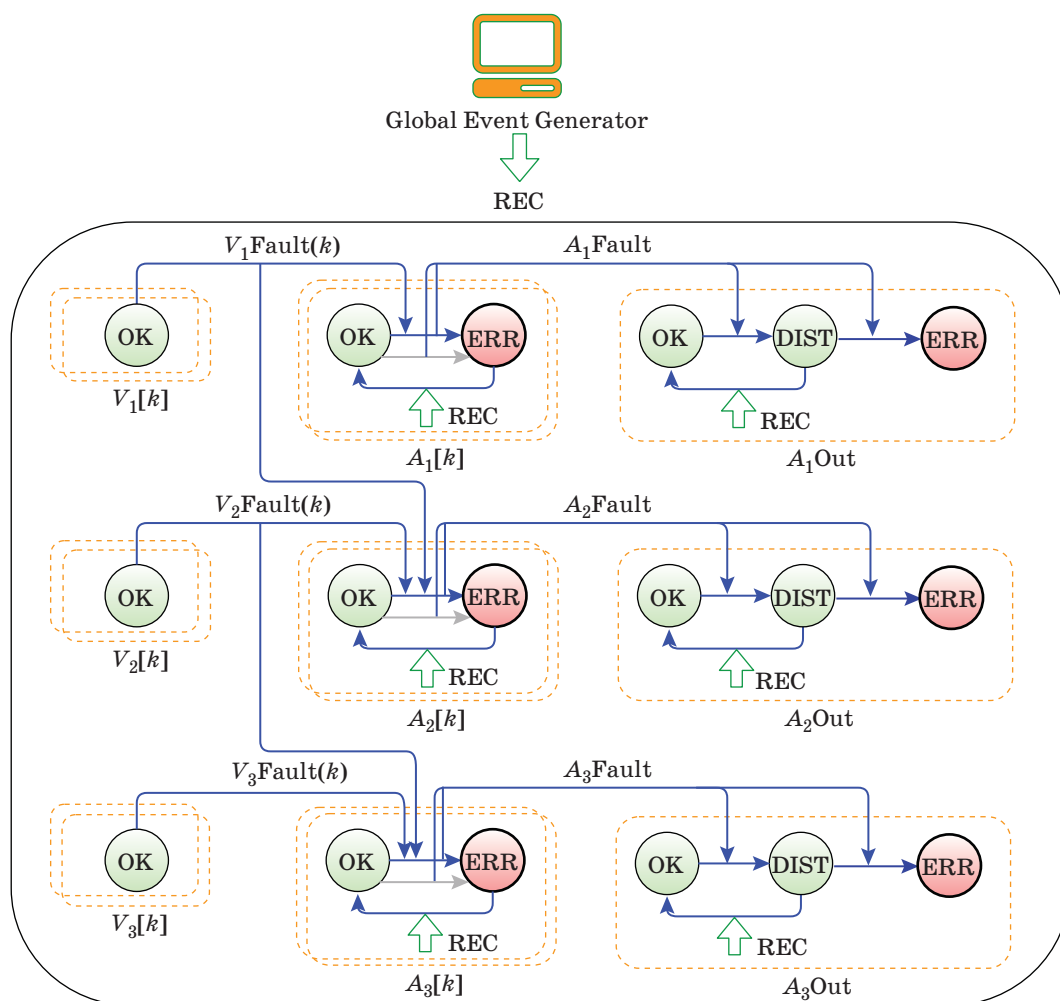 Global Event Generator
REC
V₁Fault(k) A₁Fault
OK OK ERR OK DIST ERR
REC REC
V₁[k] A₁[k] A₁Out
V₂Fault(k) A₂Fault
OK OK ERR OK DIST ERR
REC REC
V₂[k] A₂[k] A₂Out
V₃Fault(k) A₃Fault
OK OK ERR OK DIST ERR
REC REC
V₃[k] A₃[k] A₃Out